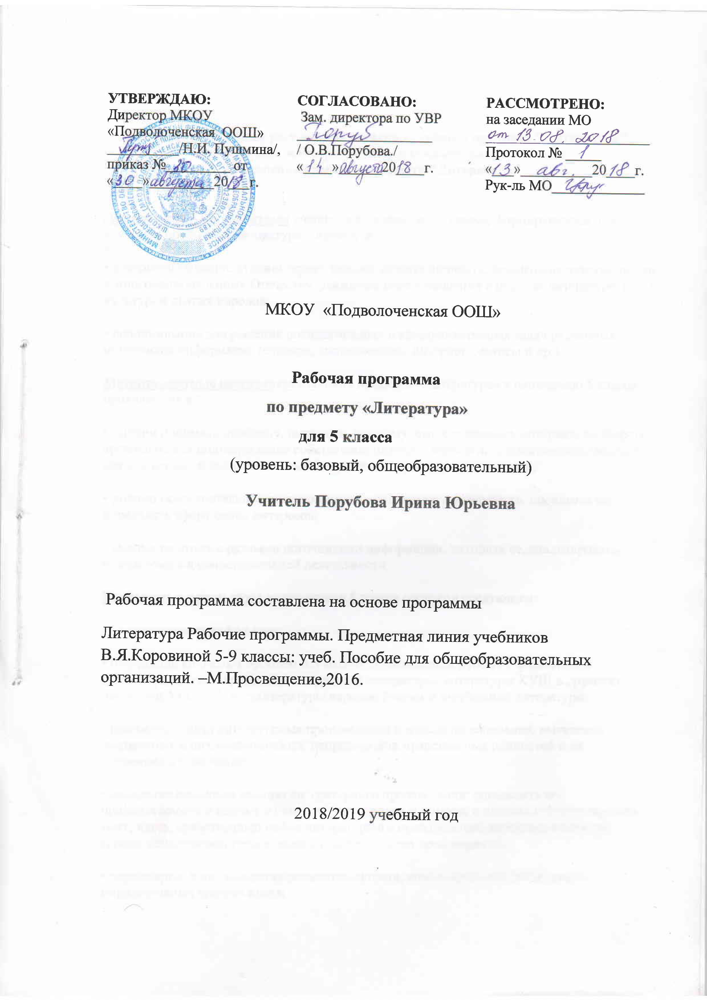 УТВЕРЖДАЮ:
Директор МКОУ
«Подволоченская ООШ»
__________/Н.И. Пушмина/,
приказ № 30 от
«30» августа 2018 г.
СОГЛАСОВАНО:
Зам. директора по УВР
Поруб
/ О.В.Порубова./
«14» августа 2018 г.
РАССМОТРЕНО:
на заседании МО
от 13.08.2018
Протокол № 1
«13» авг. 2018 г.
Рук-ль МО
МКОУ «Подволоченская ООШ»
Рабочая программа
по предмету «Литература»
для 5 класса
(уровень: базовый, общеобразовательный)
Учитель Порубова Ирина Юрьевна
Рабочая программа составлена на основе программы
Литература Рабочие программы. Предметная линия учебников
В.Я.Коровиной 5-9 классы: учеб. Пособие для общеобразовательных
организаций. –М.Просвещение,2016.
2018/2019 учебный год